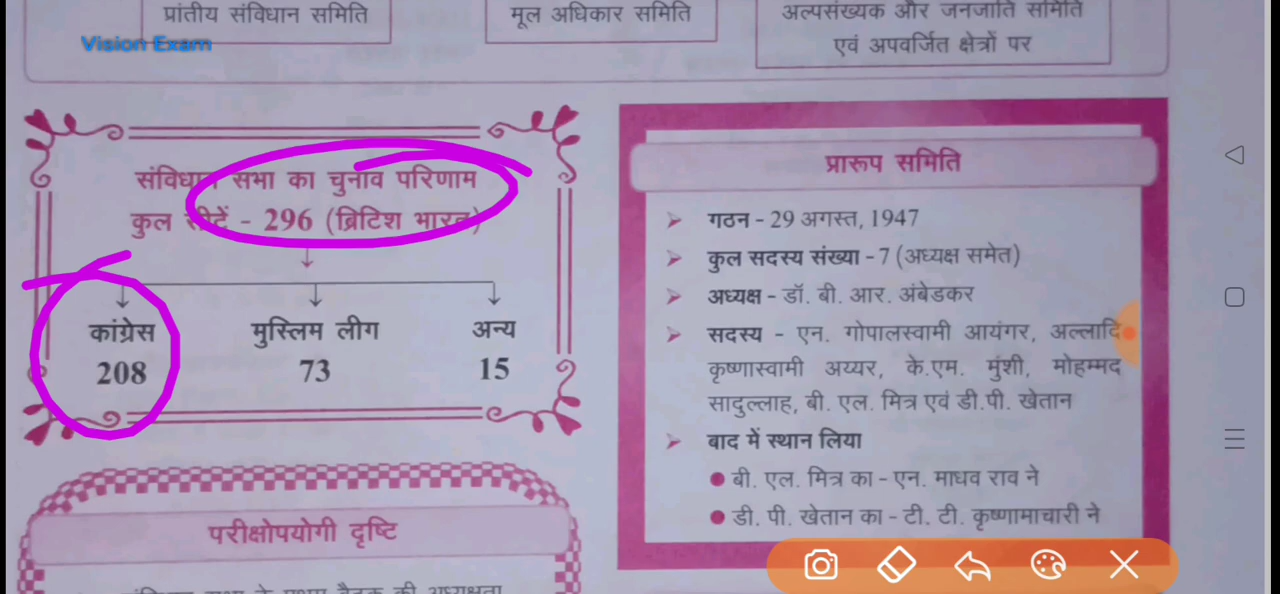 प्रांतीय संविधान समिति
मूल अधिकार समिति
अल्पसंख्यक और जनजाति समिति
एवं अपवर्जित क्षेत्रों पर
Vision Exam
संविधान सभा का चुनाव परिणाम
कुल सीटें - 296 (ब्रिटिश भारत)
कांग्रेस
208
मुस्लिम लीग
73
अन्य
15
परीक्षोपयोगी दृष्टि
प्रारूप समिति
गठन - 29 अगस्त, 1947
कुल सदस्य संख्या - 7 (अध्यक्ष समेत)
अध्यक्ष - डॉ. बी. आर. अंबेडकर
सदस्य - एन. गोपालस्वामी आयंगर, अल्लादि
कृष्णास्वामी अय्यर, के.एम. मुंशी, मोहम्मद
सादुल्लाह, बी. एल. मित्र एवं डी.पी. खेतान
बाद में स्थान लिया
बी. एल. मित्र का - एन. माधव राव ने
डी. पी. खेतान का - टी. टी. कृष्णामाचारी ने